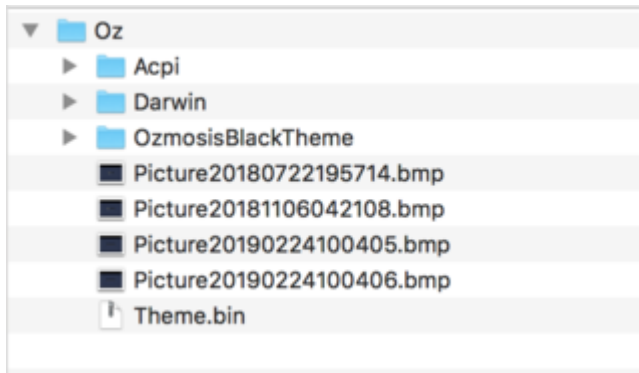 Oz
Acpi
Darwin
OzmosisBlackTheme
Picture20180722195714.bmp
Picture20181106042108.bmp
Picture20190224100405.bmp
Picture20190224100406.bmp
Theme.bin